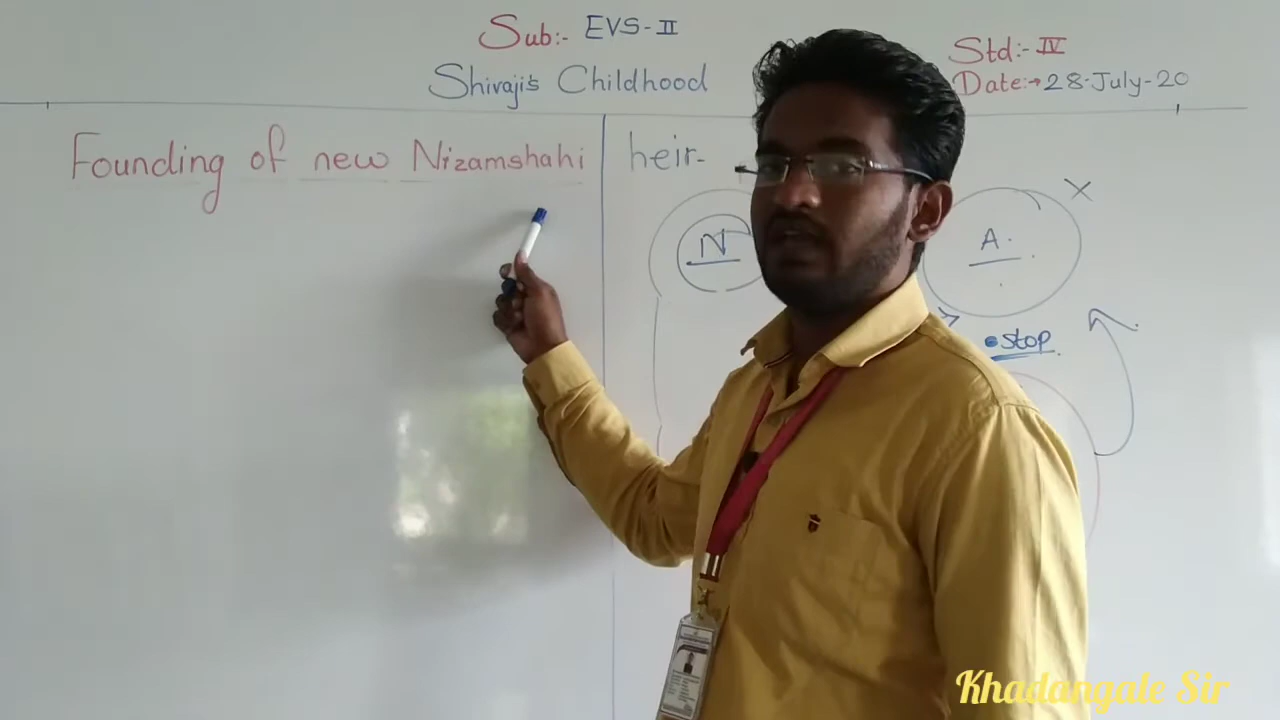 Sub:- EVS-II
Shivaji's Childhood
Std:- IV
Date:→28-July-20
Founding of new Nizamshahi
heir-
N
A.
stop
Khadangale Sir